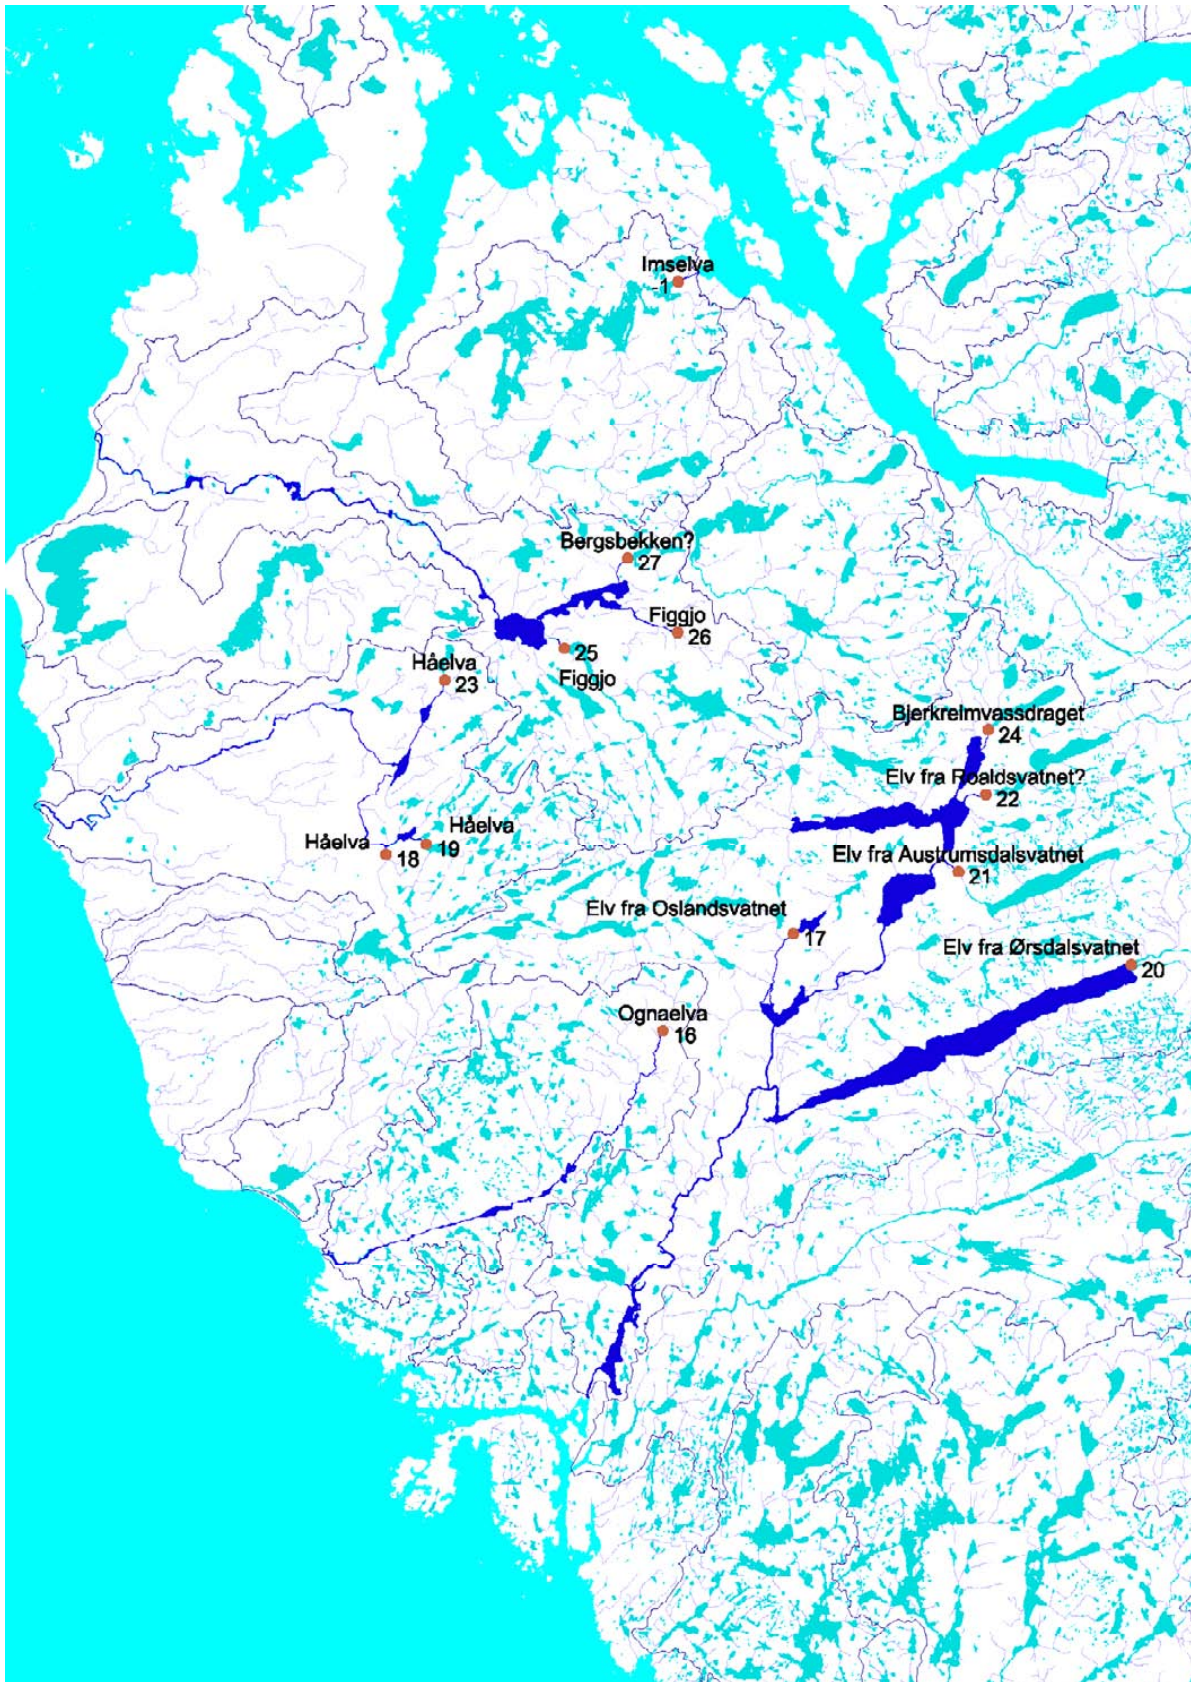 Imselva
-1
Bergsbekken?
27
Figgjo
26
25
Figgjo
Håelva
23
Bjerkreimvassdraget
24
Elv fra Roaldsvatnet?
22
Håelva
19
Håelva
18
Elv fra Austrumsdalsvatnet
21
Elv fra Oslandsvatnet
17
Elv fra Ørsdalsvatnet
20
Ognaelva
16